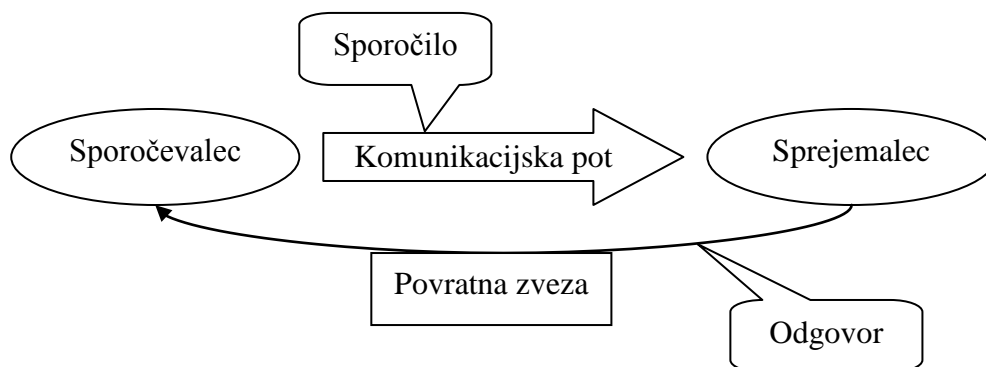 Sporočilo
Sporočevalec
Komunikacijska pot
Sprejemalec
Povratna zveza
Odgovor